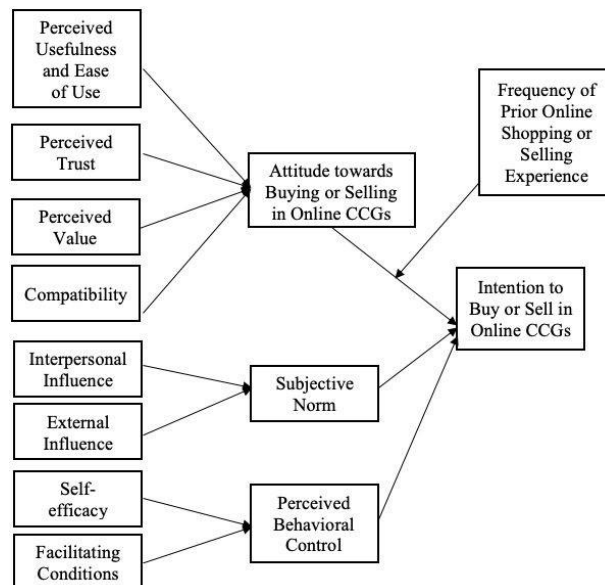 Perceived
Usefulness
and Ease
of Use
Perceived
Trust
Perceived
Value
Compatibility
Interpersonal
Influence
External
Influence
Self-
efficacy
Facilitating
Conditions
Attitude towards
Buying or Selling
in Online CCGs
Subjective
Norm
Perceived
Behavioral
Control
Frequency of
Prior Online
Shopping or
Selling
Experience
Intention to
Buy or Sell in
Online CCGs